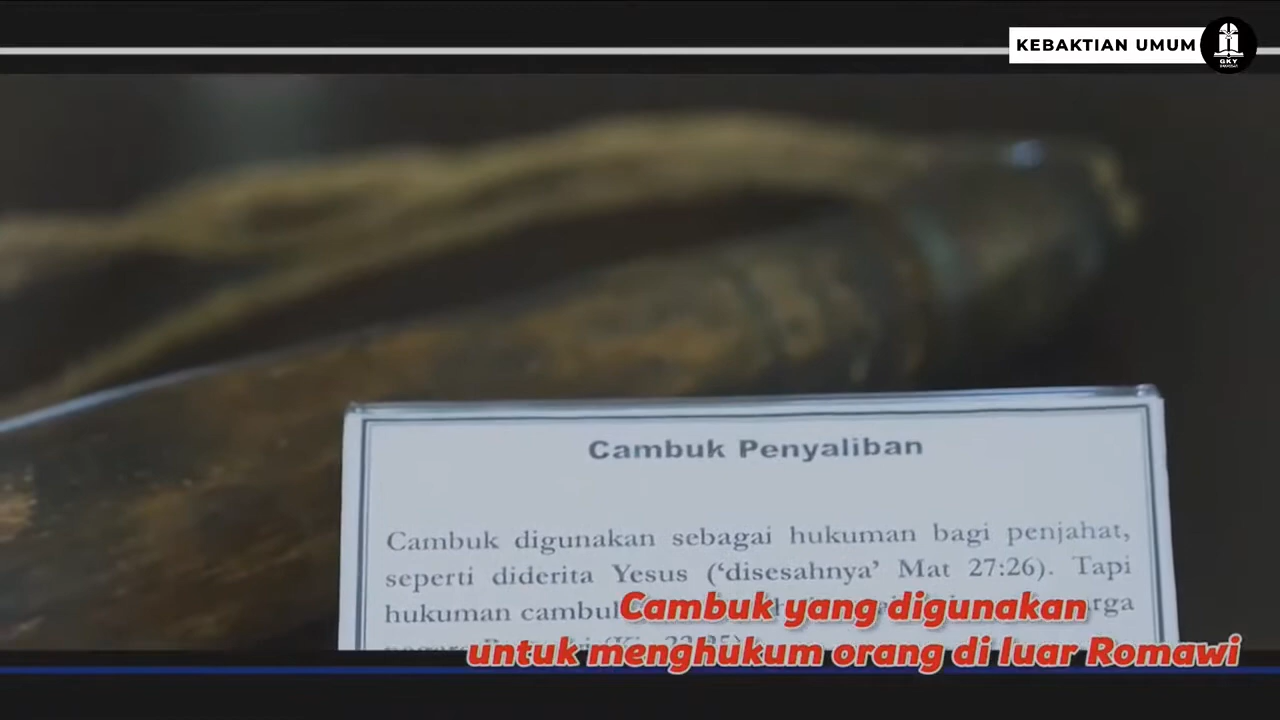 KEBAKTIAN UMUM
GKY
Cambuk Penyaliban
Cambuk digunakan sebagai hukuman bagi penjahat,
seperti diderita Yesus (‘disesahnya’ Mat 27:26). Tapi
hukuman
Cambuk yang digunakan
untuk menghukum orang di luar Romawi